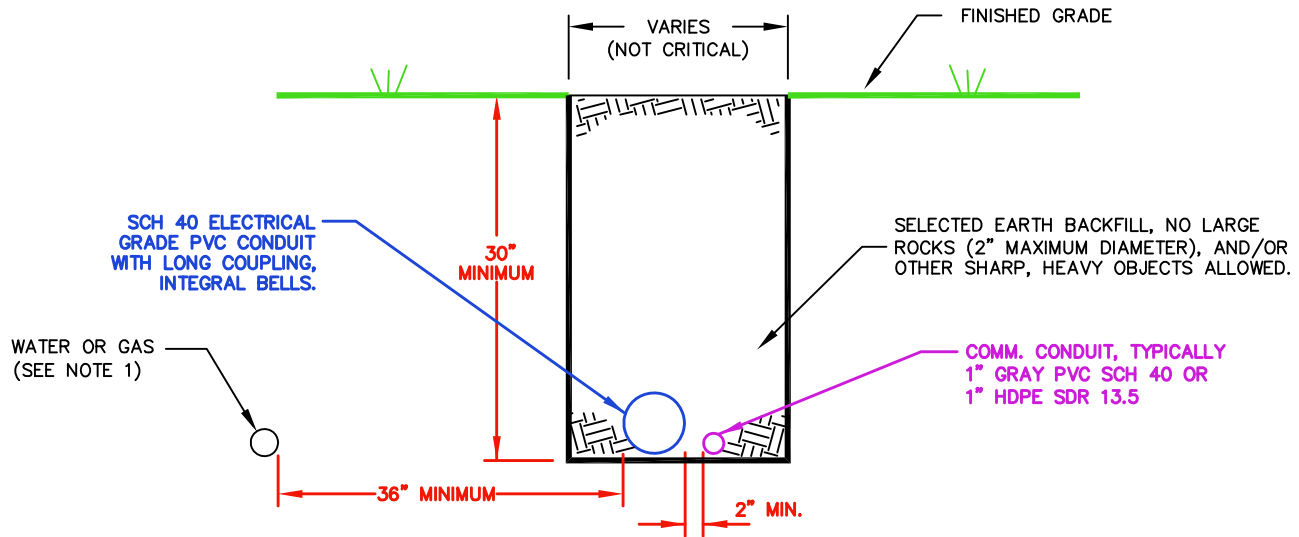 VARIES
(NOT CRITICAL)
FINISHED GRADE
SCH 40 ELECTRICAL
GRADE PVC CONDUIT
WITH LONG COUPLING,
INTEGRAL BELLS.
30"
MINIMUM
SELECTED EARTH BACKFILL, NO LARGE
ROCKS (2" MAXIMUM DIAMETER), AND/OR
OTHER SHARP, HEAVY OBJECTS ALLOWED.
WATER OR GAS
(SEE NOTE 1)
COMM. CONDUIT, TYPICALLY
1" GRAY PVC SCH 40 OR
1" HDPE SDR 13.5
36" MINIMUM
2" MIN.